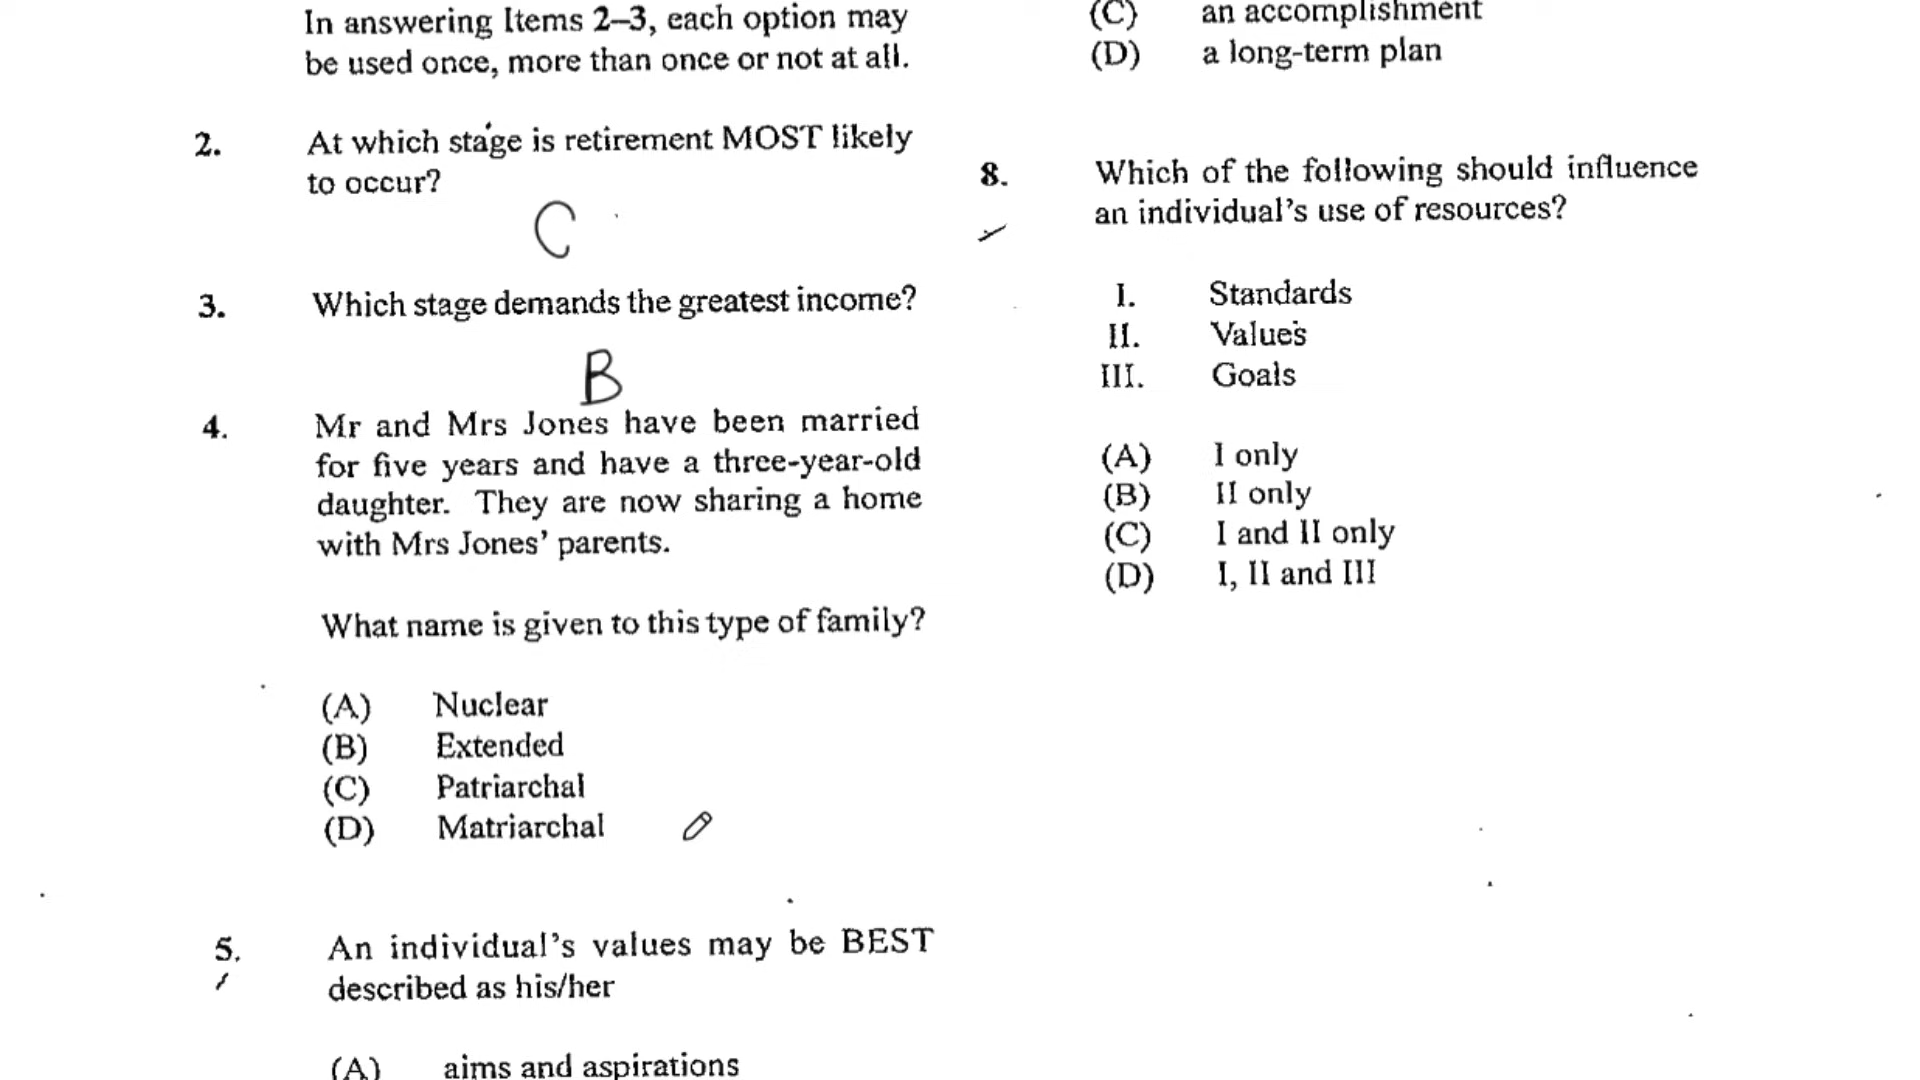 In answering Items 2–3, each option may
be used once, more than once or not at all.
2. At which stage is retirement MOST likely
to occur?
C
3. Which stage demands the greatest income?
B
4. Mr and Mrs Jones have been married
for five years and have a three-year-old
daughter. They are now sharing a home
with Mrs Jones' parents.
What name is given to this type of family?
(A) Nuclear
(B) Extended
(C) Patriarchal
(D) Matriarchal
5. An individual's values may be BEST
described as his/her
(A) aims and aspirations
(C) an accomplishment
(D) a long-term plan
8. Which of the following should influence
an individual's use of resources?
I. Standards
II. Values
III. Goals
(A) I only
(B) II only
(C) I and II only
(D) I, II and III